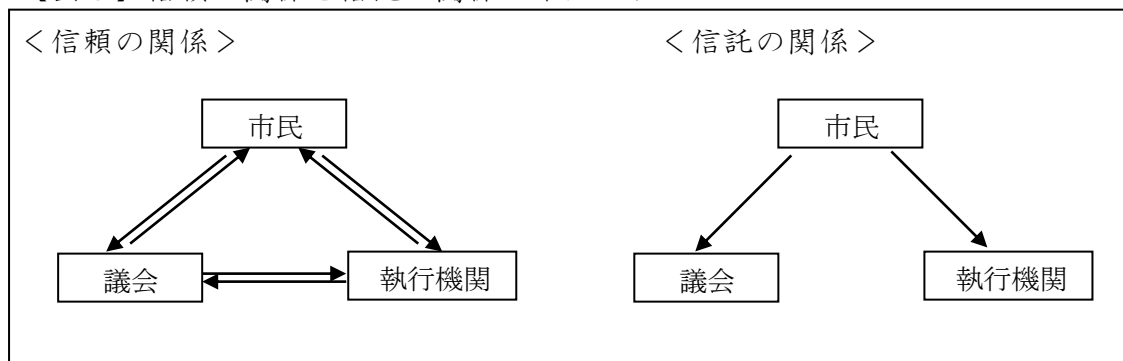 ＜信頼の関係＞
市民
議会
執行機関
＜信託の関係＞
市民
議会
執行機関